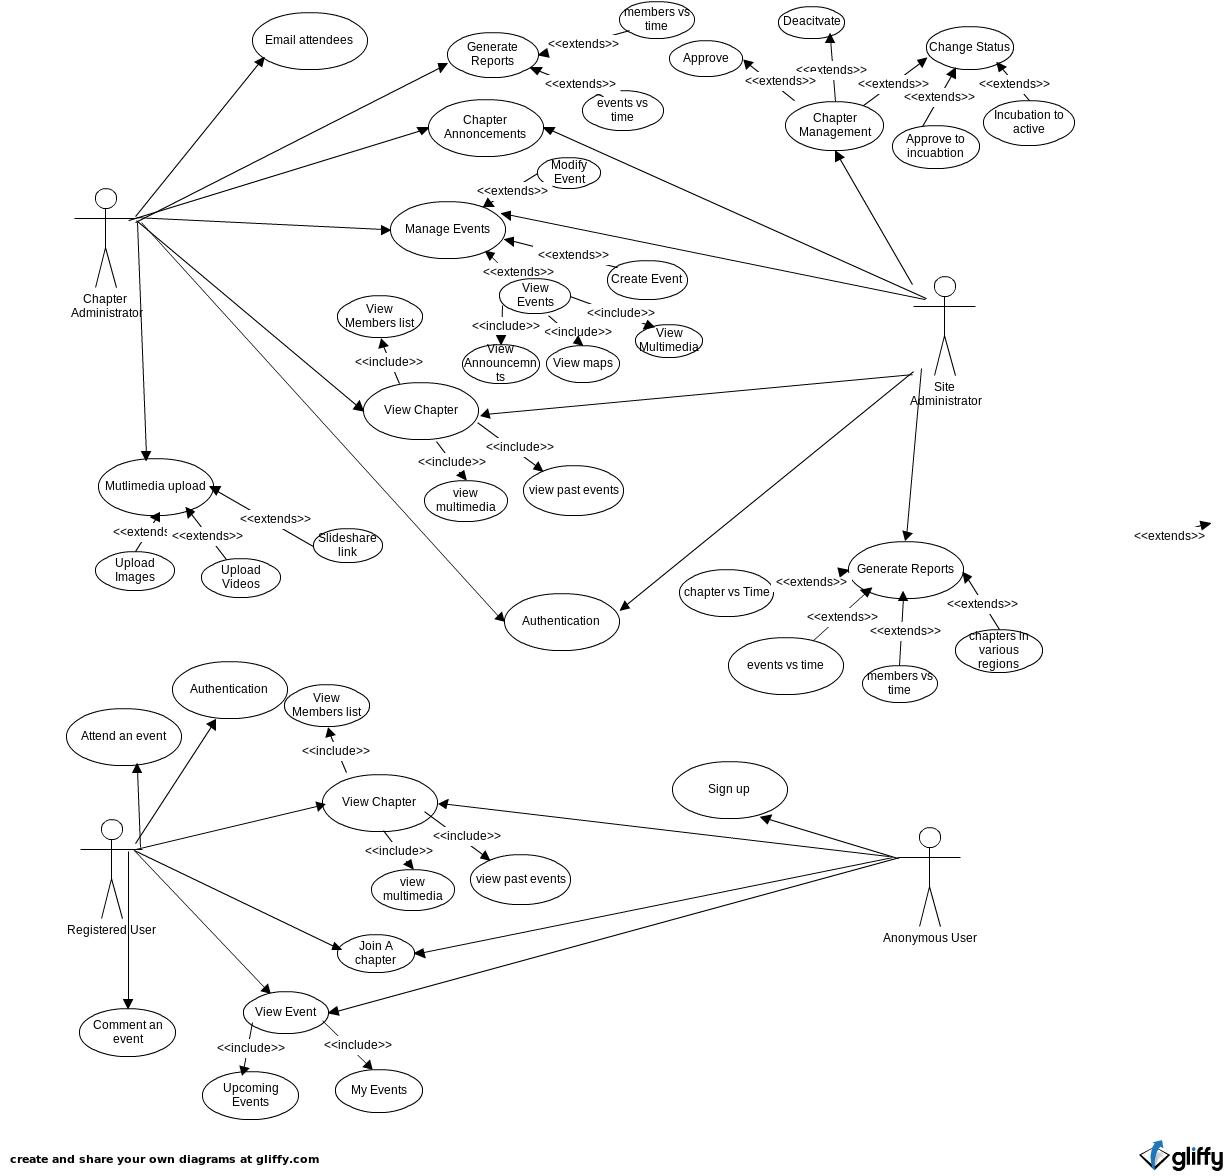 Email attendees
Generate
Reports
<<extends>>
members vs
time
<<extends>>
events vs
time
Deacitvate
Approve
<<extends>>
<<extends>>
Change Status
<<extends>>
<<extends>>
<<extends>>
Chapter
Management
Approve to
incuabtion
Incubation to
active
Chapter
Annoncements
Modify
Event
<<extends>>
Manage Events
<<extends>>
Create Event
<<extends>>
View
Events
<<include>>
<<include>>
<<include>>
View
Announcemn
ts
View maps
View
Multimedia
Chapter
Administrator
Site
Administrator
View
Members list
<<include>>
View Chapter
<<include>>
<<include>>
view
multimedia
view past events
Mutlimedia upload
<<extends
<<extends>>
<<extends>>
Upload
Images
Upload
Videos
Slideshare
link
Authentication
<<extends>>
Generate Reports
chapter vs Time
<<extends>>
<<extends>>
<<extends>>
<<extends>>
events vs time
members vs
time
chapters in
various
regions
Authentication
View
Members list
Attend an event
<<include>>
View Chapter
<<include>>
<<include>>
view
multimedia
view past events
Sign up
Registered User
Anonymous User
Join A
chapter
View Event
Comment an
event
<<include>>
<<include>>
Upcoming
Events
My Events
create and share your own diagrams at gliffy.com
gliffy